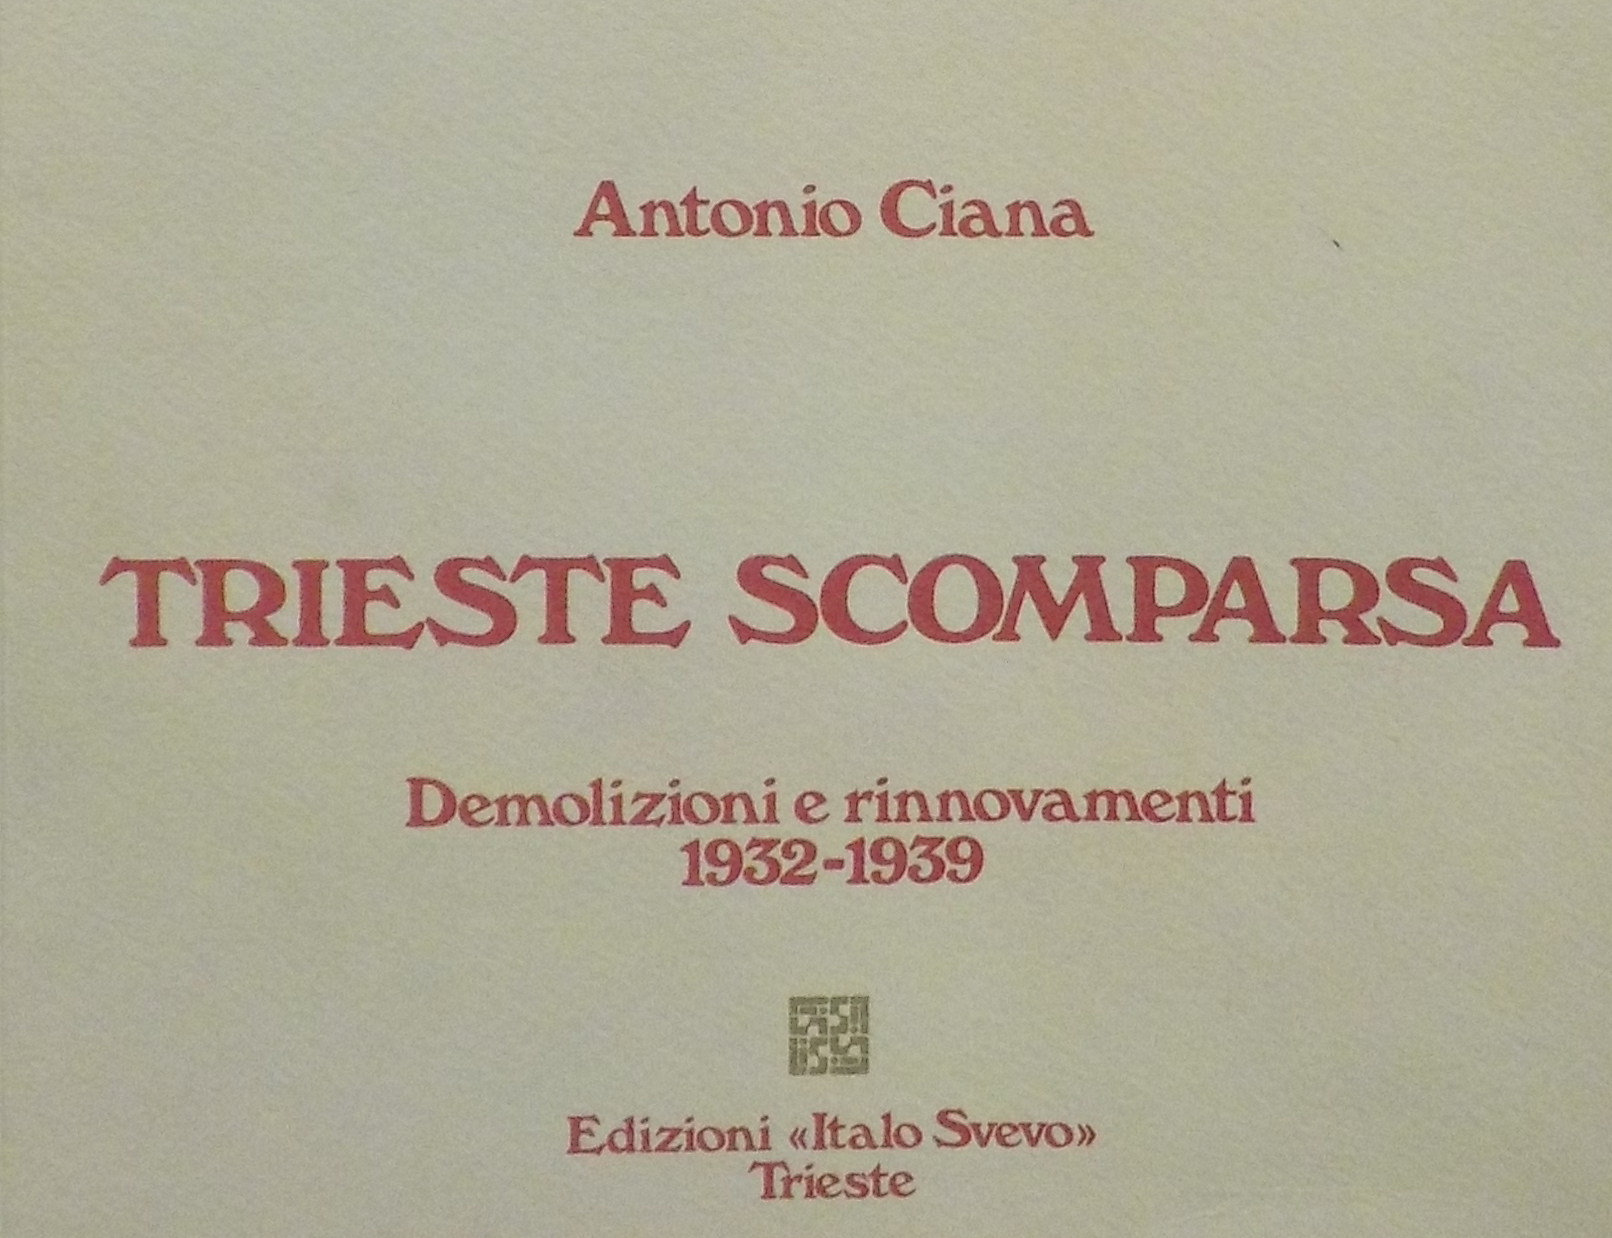 Antonio Ciana
TRIESTE SCOMPARSA
Demolizioni e rinnovamenti
1932-1939
Edizioni «Italo Svevo»
Trieste